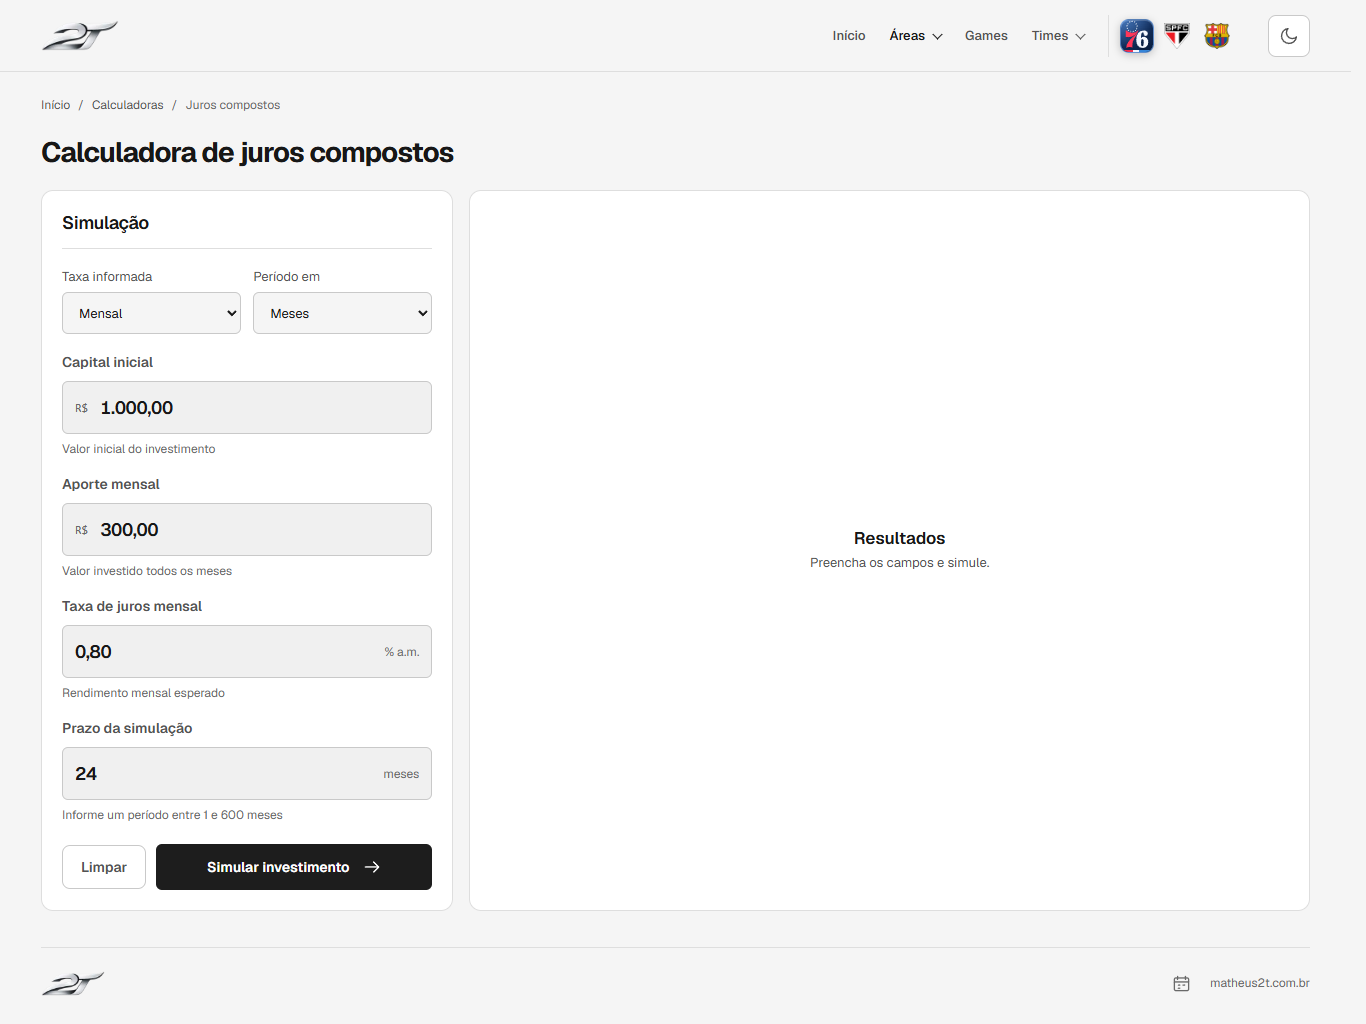 2T
Início
Áreas
Games
Times
76
SPFC
Início / Calculadoras / Juros compostos
Calculadora de juros compostos
Simulação
Taxa informada
Período em
Mensal
Meses
Capital inicial
R$ 1.000,00
Valor inicial do investimento
Aporte mensal
R$ 300,00
Valor investido todos os meses
Taxa de juros mensal
0,80 % a.m.
Rendimento mensal esperado
Prazo da simulação
24 meses
Informe um período entre 1 e 600 meses
Limpar
Simular investimento
Resultados
Preencha os campos e simule.
2T
matheus2t.com.br